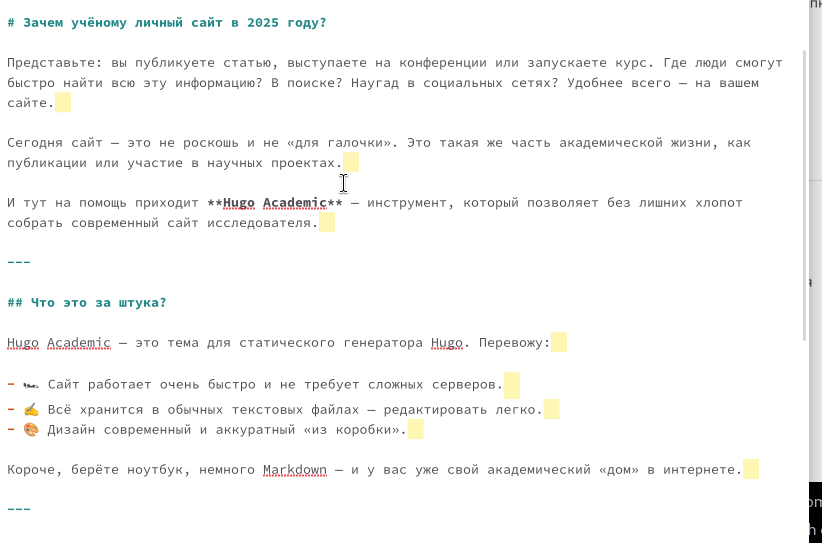 # Зачем учёному личный сайт в 2025 году?
Представьте: вы публикуете статью, выступаете на конференции или запускаете курс. Где люди смогут
быстро найти всю эту информацию? В поиске? Наугад в социальных сетях? Удобнее всего — на вашем
сайте.
Сегодня сайт — это не роскошь и не «для галочки». Это такая же часть академической жизни, как
публикации или участие в научных проектах.
И тут на помощь приходит **Hugo Academic** — инструмент, который позволяет без лишних хлопот
собрать современный сайт исследователя.
---
## Что это за штука?
Hugo Academic — это тема для статического генератора Hugo. Перевожу:
- 🏎 Сайт работает очень быстро и не требует сложных серверов.
- ✍️ Всё хранится в обычных текстовых файлах — редактировать легко.
- 🎨 Дизайн современный и аккуратный «из коробки».
Короче, берёте ноутбук, немного Markdown — и у вас уже свой академический «дом» в интернете.
---